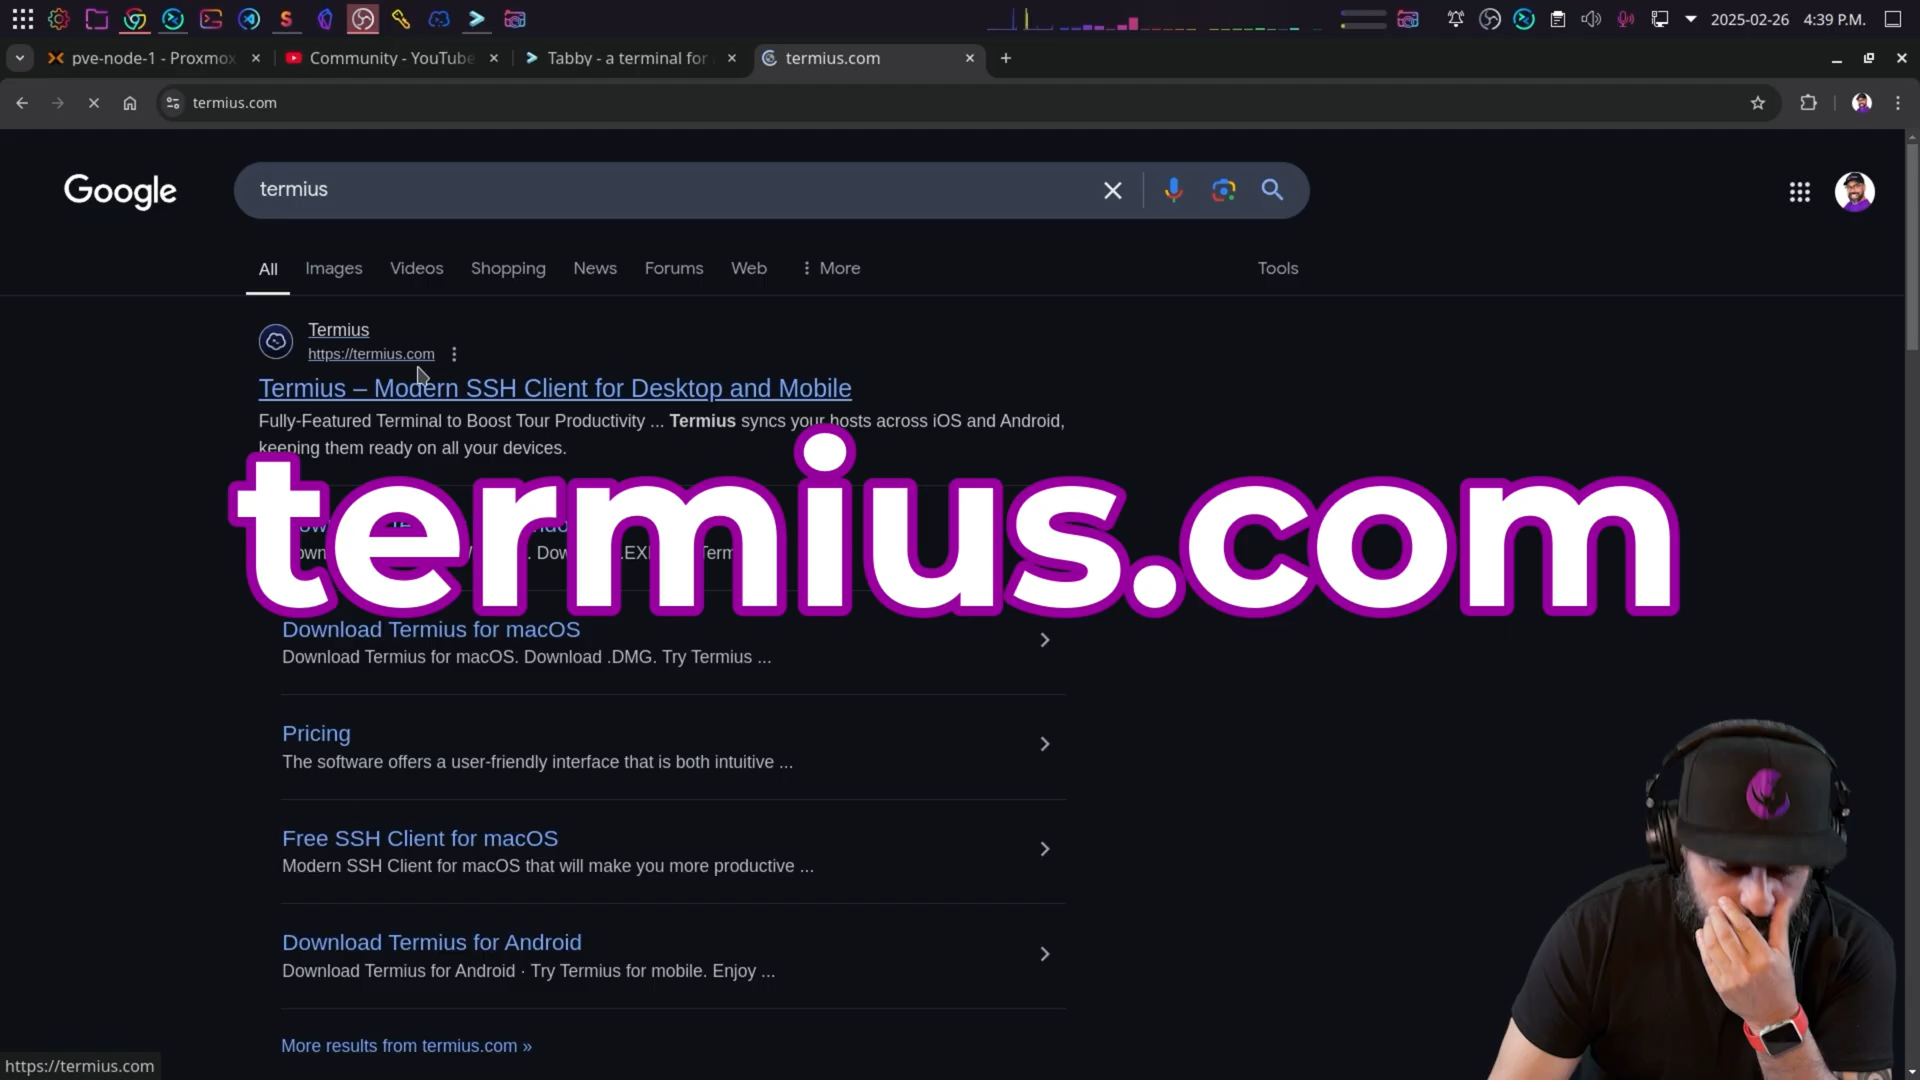 2025-02-26 4:39 P.M.
pve-node-1 - Proxmox
Community - YouTube
Tabby - a terminal for
termius.com
termius.com
Google
termius
All
Images
Videos
Shopping
News
Forums
Web
More
Tools
Termius
https://termius.com
Termius – Modern SSH Client for Desktop and Mobile
Fully-Featured Terminal to Boost Tour Productivity ... Termius syncs your hosts across iOS and Android,
keeping them ready on all your devices.
termius.com
Download Termius for macOS
Download Termius for macOS. Download .DMG. Try Termius ...
Pricing
The software offers a user-friendly interface that is both intuitive ...
Free SSH Client for macOS
Modern SSH Client for macOS that will make you more productive ...
Download Termius for Android
Download Termius for Android · Try Termius for mobile. Enjoy ...
More results from termius.com »
https://termius.com